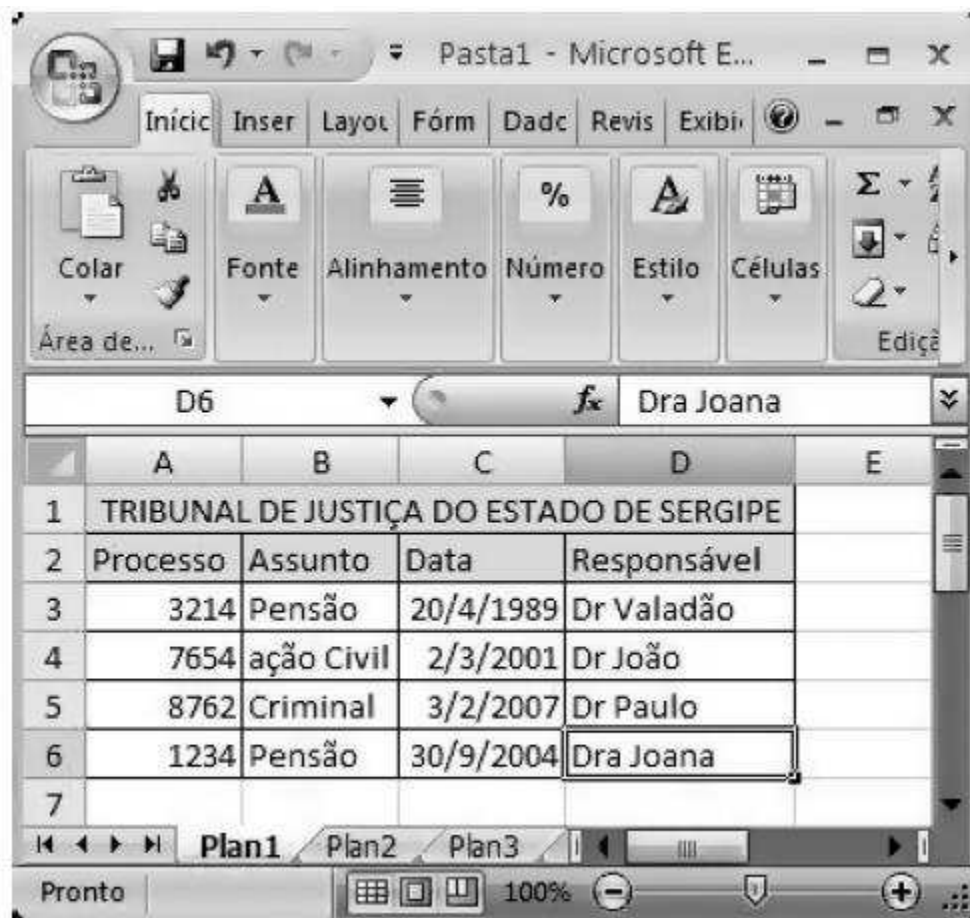 Pasta1 - Microsoft E...
Iníci Inser Layou Fórm Dadc Revis Exibi
Colar Fonte Alinhamento % Número Estilo Células Σ
Área de... Ediçã
D6 fx Dra Joana
A B C D E
1 TRIBUNAL DE JUSTIÇA DO ESTADO DE SERGIPE
2 Processo Assunto Data Responsável
3 3214 Pensão 20/4/1989 Dr Valadão
4 7654 ação Civil 2/3/2001 Dr João
5 8762 Criminal 3/2/2007 Dr Paulo
6 1234 Pensão 30/9/2004 Dra Joana
7
Plan1 Plan2 Plan3
Pronto 100%